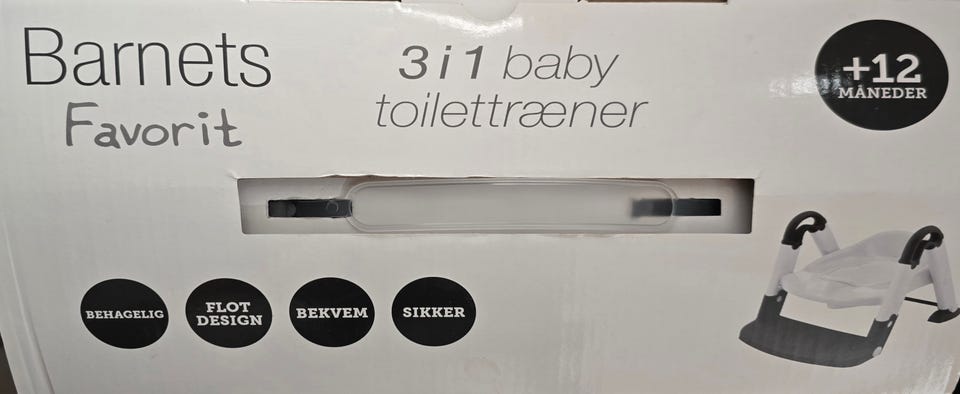 Barnets
Favorit
3 i 1 baby
toilettræner
+12
MÅNEDER
BEHAGELIG
FLOT
DESIGN
BEKVEM
SIKKER